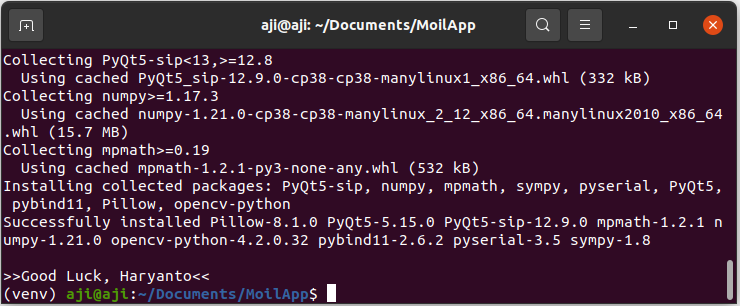 aji@aji: ~/Documents/MoilApp
Collecting PyQt5-sip<13,>=12.8
  Using cached PyQt5_sip-12.9.0-cp38-cp38-manylinux1_x86_64.whl (332 kB)
Collecting numpy>=1.17.3
  Using cached numpy-1.21.0-cp38-cp38-manylinux_2_12_x86_64.manylinux2010_x86_64
.whl (15.7 MB)
Collecting mpmath>=0.19
  Using cached mpmath-1.2.1-py3-none-any.whl (532 kB)
Installing collected packages: PyQt5-sip, numpy, mpmath, sympy, pyserial, PyQt5,
 pybind11, Pillow, opencv-python
Successfully installed Pillow-8.1.0 PyQt5-5.15.0 PyQt5-sip-12.9.0 mpmath-1.2.1 n
umpy-1.21.0 opencv-python-4.2.0.32 pybind11-2.6.2 pyserial-3.5 sympy-1.8
>>Good Luck, Haryanto<<
(venv) aji@aji:~/Documents/MoilApp$